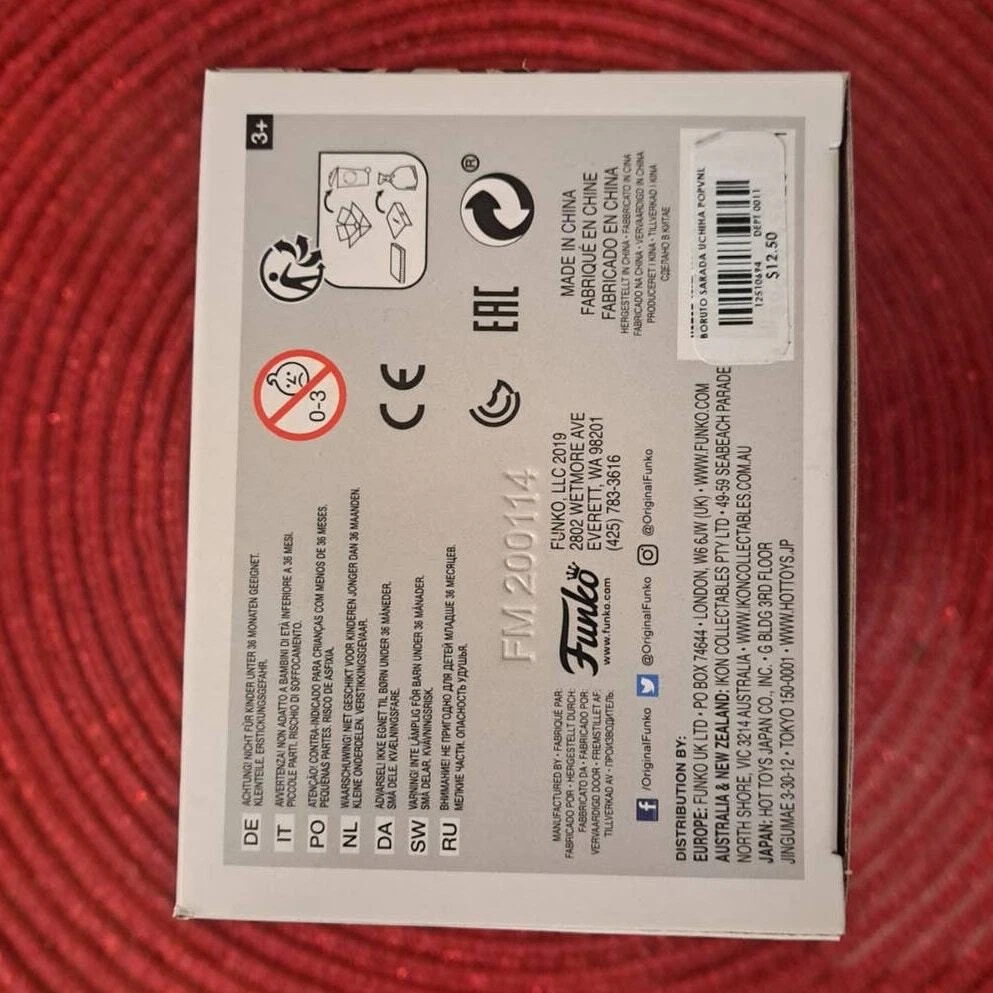 3+
DE ACHTUNG! NICHT FÜR KINDER UNTER 36 MONATEN GEEIGNET.
KLEINTEILE, ERSTICKUNGSGEFAHR.
IT AVVERTENZA! NON ADATTO A BAMBINI DI ETÀ INFERIORE A 36 MESI.
PICCOLE PARTI. RISCHIO DI SOFFOCAMENTO.
PO ATENÇÃO! CONTRA-INDICADO PARA CRIANÇAS COM MENOS DE 36 MESES.
PEQUENAS PARTES. RISCO DE ASFIXIA.
NL WAARSCHUWING! NIET GESCHIKT VOOR KINDEREN JONGER DAN 36 MAANDEN.
KLEINE ONDERDELEN. VERSTIKKINGSGEVAAR.
DA ADVARSEL! IKKE EGNET TIL BØRN UNDER 36 MÅNEDER.
SMÅ DELE. KVÆLNINGSFARE.
SW VARNING! INTE LÄMPLIG FÖR BARN UNDER 36 MÅNADER.
SMÅ DELAR. KVÄVNINGSRISK.
RU ВНИМАНИЕ! НЕ ПРИГОДНО ДЛЯ ДЕТЕЙ МЛАДШЕ 36 МЕСЯЦЕВ.
МЕЛКИЕ ЧАСТИ. ОПАСНОСТЬ УДУШЬЯ.
0-3
CE
EAC
®
FM 2001114
MANUFACTURED BY • FABRIQUÉ PAR:
FABRICADO POR • HERGESTELLT DURCH:
FABBRICATO DA • FABRICADO POR:
VERVAARDIGD DOOR • FREMSTILLET AF:
TILLVERKAD AV • ПРОИЗВОДИТЕЛЬ:
Funko
www.funko.com
FUNKO, LLC 2019
2802 WETMORE AVE
EVERETT, WA 98201
(425) 783-3616
MADE IN CHINA
FABRIQUÉ EN CHINE
FABRICADO EN CHINA
HERGESTELLT IN CHINA • FABBRICATO IN CINA
FABRICADO NA CHINA • VERVAARDIGD IN CHINA
PRODUCERET I KINA • TILLVERKAD I KINA
СДЕЛАНО В КИТАЕ
f /OriginalFunko @OriginalFunko @OriginalFunko
DISTRIBUTION BY:
EUROPE: FUNKO UK LTD • PO BOX 74644 • LONDON, W6 6JW (UK) • WWW.FUNKO.COM
AUSTRALIA & NEW ZEALAND: IKON COLLECTABLES PTY LTD • 49-59 SEABEACH PARADE
NORTH SHORE, VIC 3214 AUSTRALIA • WWW.IKONCOLLECTABLES.COM.AU
JAPAN: HOT TOYS JAPAN CO., INC. • G BLDG 3RD FLOOR
JINGUMAE 3-30-12 • TOKYO 150-0001 • WWW.HOTTOYS.JP
BORUTO SARADA UCHIHA POPVNL
12510694 DEPT 0011
$12.50